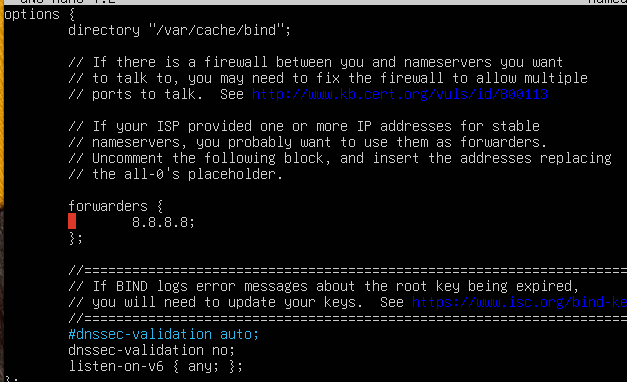 options {
directory "/var/cache/bind";
// If there is a firewall between you and nameservers you want
// to talk to, you may need to fix the firewall to allow multiple
// ports to talk. See http://www.kb.cert.org/vuls/id/800113
// If your ISP provided one or more IP addresses for stable
// nameservers, you probably want to use them as forwarders.
// Uncomment the following block, and insert the addresses replacing
// the all-0's placeholder.
forwarders {
8.8.8.8;
};
//========================================================================
// If BIND logs error messages about the root key being expired,
// you will need to update your keys. See https://www.isc.org/bind-ke
//========================================================================
#dnssec-validation auto;
dnssec-validation no;
listen-on-v6 { any; };
};